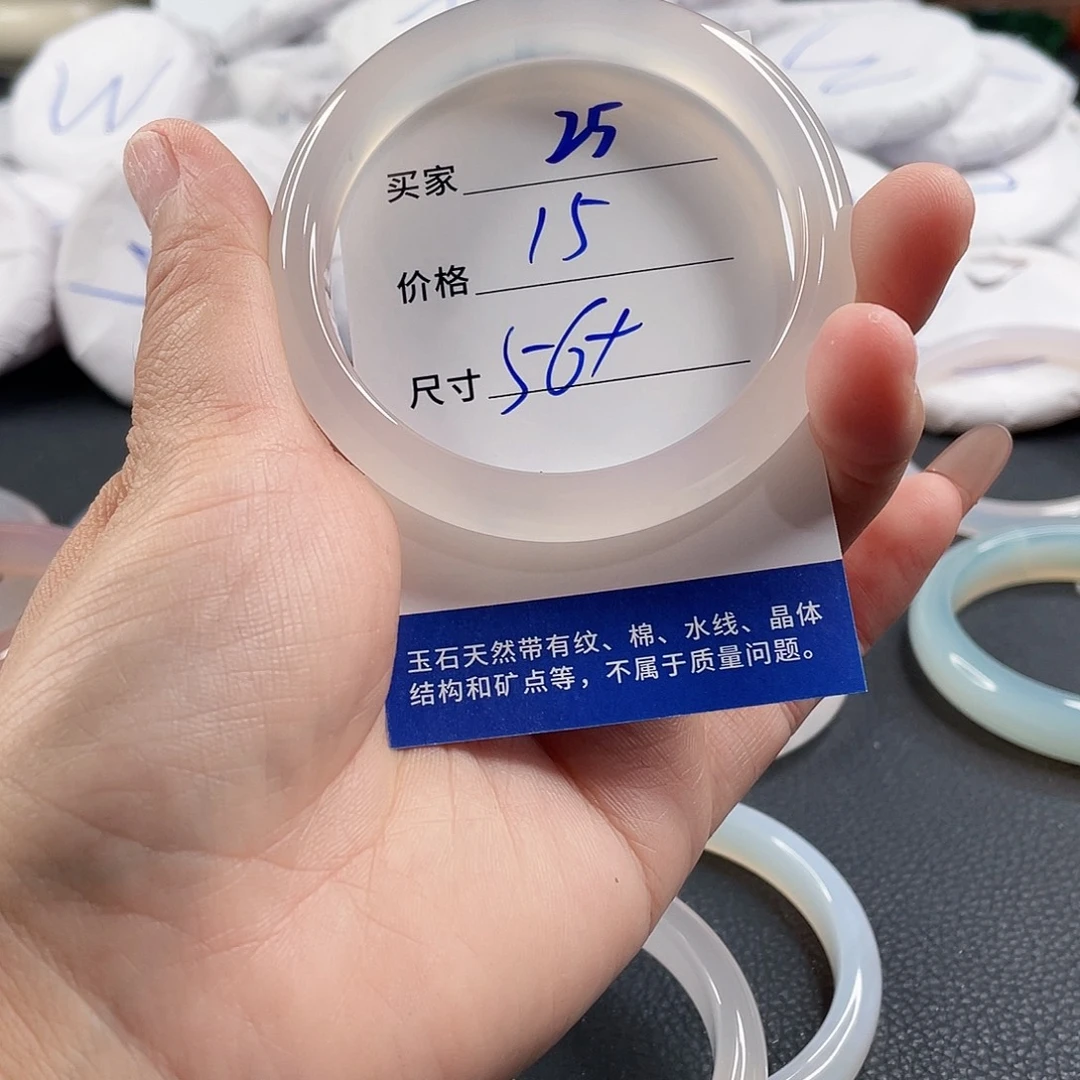 买家 25
价格 15
尺寸 56+
玉石天然带有纹、棉、水线、晶体
结构和矿点等，不属于质量问题。